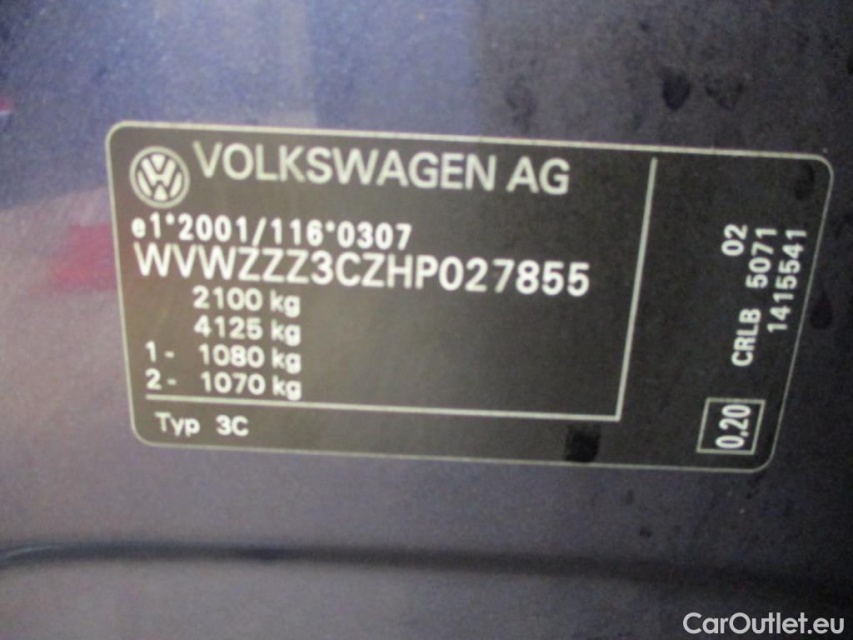 VOLKSWAGEN AG
e1*2001/116*0307
WVWZZZ3CZHP027855
2100 kg
4125 kg
1- 1080 kg
2- 1070 kg
Typ 3C
02
CRLB 5071
1415541
0,20
CarOutlet.eu